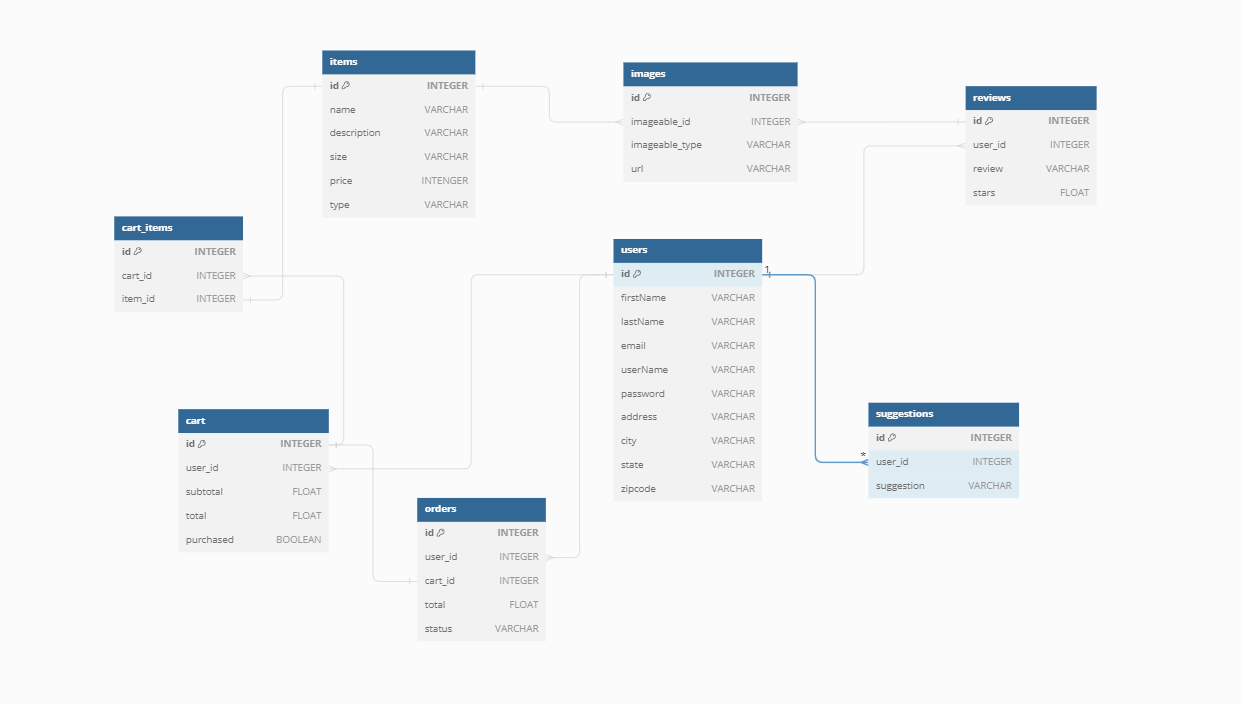 items
id INTEGER
name VARCHAR
description VARCHAR
size VARCHAR
price INTENGER
type VARCHAR
images
id INTEGER
imageable_id INTEGER
imageable_type VARCHAR
url VARCHAR
reviews
id INTEGER
user_id INTEGER
review VARCHAR
stars FLOAT
cart_items
id INTEGER
cart_id INTEGER
item_id INTEGER
users
id INTEGER 1
firstName VARCHAR
lastName VARCHAR
email VARCHAR
userName VARCHAR
password VARCHAR
address VARCHAR
city VARCHAR
state VARCHAR
zipcode VARCHAR
suggestions
id INTEGER
* user_id INTEGER
suggestion VARCHAR
cart
id INTEGER
user_id INTEGER
subtotal FLOAT
total FLOAT
purchased BOOLEAN
orders
id INTEGER
user_id INTEGER
cart_id INTEGER
total FLOAT
status VARCHAR